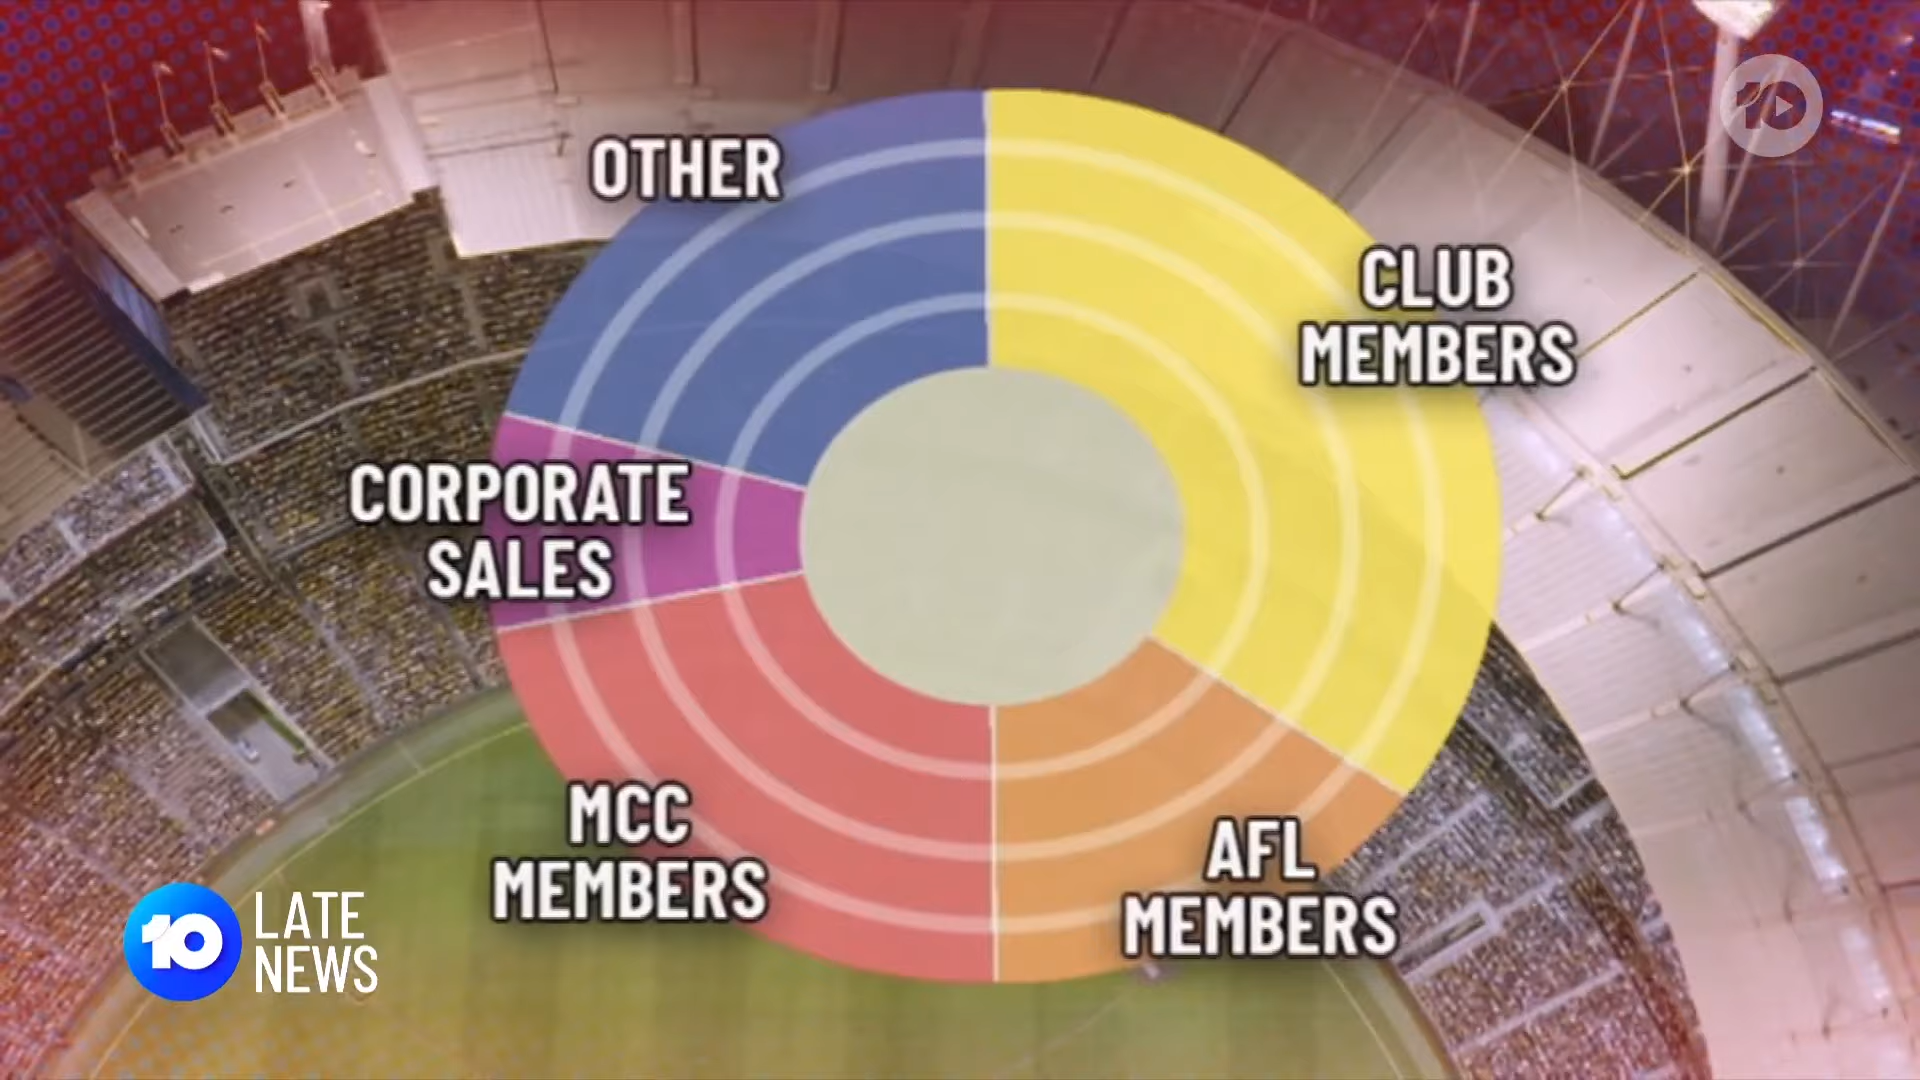 10
OTHER
CLUB
MEMBERS
CORPORATE
SALES
MCC
MEMBERS
AFL
MEMBERS
10 LATE
NEWS